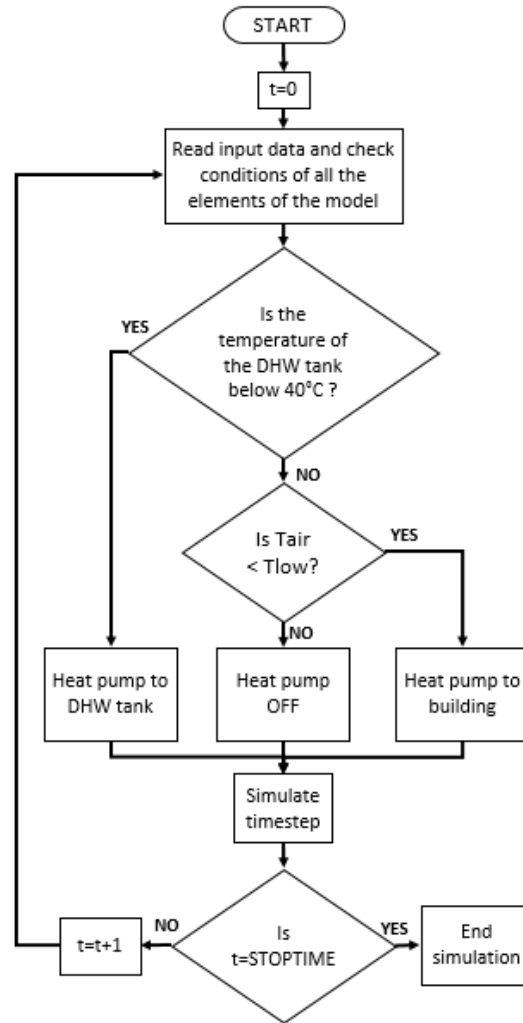 START
t=0
Read input data and check
conditions of all the
elements of the model
YES
Is the
temperature of
the DHW tank
below 40°C ?
NO
Is Tair
< Tlow?
YES
NO
Heat pump to
DHW tank
Heat pump
OFF
Heat pump to
building
Simulate
timestep
t=t+1
NO
Is
t=STOPTIME
YES
End
simulation